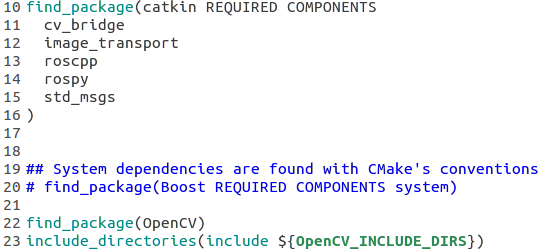 10 find_package(catkin REQUIRED COMPONENTS
11   cv_bridge
12   image_transport
13   roscpp
14   rospy
15   std_msgs
16 )
17
18
19 ## System dependencies are found with CMake's conventions
20 # find_package(Boost REQUIRED COMPONENTS system)
21
22 find_package(OpenCV)
23 include_directories(include ${OpenCV_INCLUDE_DIRS})